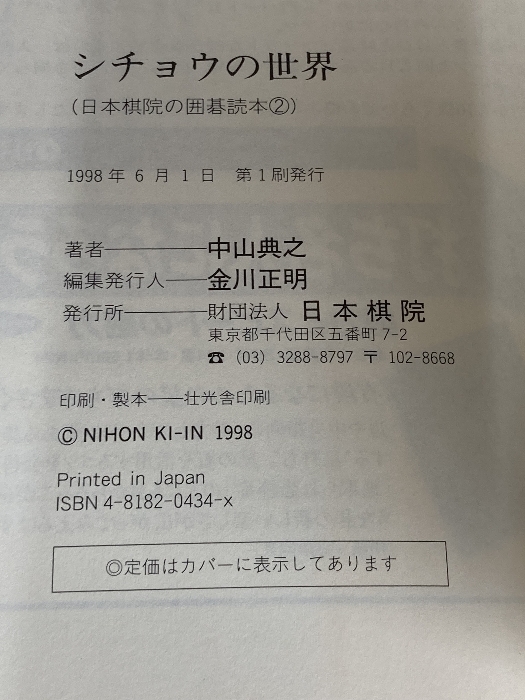 シチョウの世界
(日本棋院の囲碁読本②)
1998年6月1日 第1刷発行
著者————中山典之
編集発行人——金川正明
発行所————財団法人 日本棋院
東京都千代田区五番町7-2
☎ (03) 3288-8797 〒 102-8668
印刷・製本——壮光舎印刷
© NIHON KI-IN 1998
Printed in Japan
ISBN 4-8182-0434-x
◎定価はカバーに表示してあります